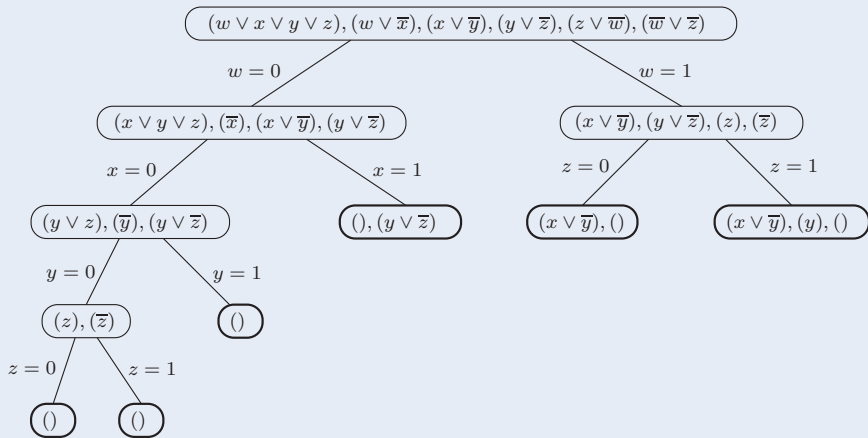 (w ∨ x ∨ y ∨ z), (w ∨ x̅), (x ∨ y̅), (y ∨ z̅), (z ∨ w̅), (w̅ ∨ z̅)
w = 0 w = 1
(x ∨ y ∨ z), (x̅), (x ∨ y̅), (y ∨ z̅) (x ∨ y̅), (y ∨ z̅), (z), (z̅)
x = 0 x = 1 z = 0 z = 1
(y ∨ z), (y̅), (y ∨ z̅) (), (y ∨ z̅) (x ∨ y̅), () (x ∨ y̅), (y), ()
y = 0 y = 1
(z), (z̅) ()
z = 0 z = 1
() ()